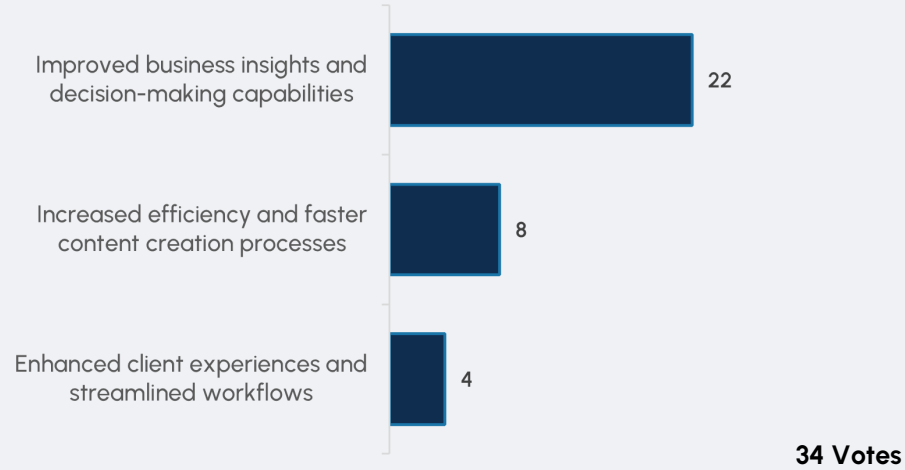 Improved business insights and
decision-making capabilities
22
Increased efficiency and faster
content creation processes
8
Enhanced client experiences and
streamlined workflows
4
34 Votes